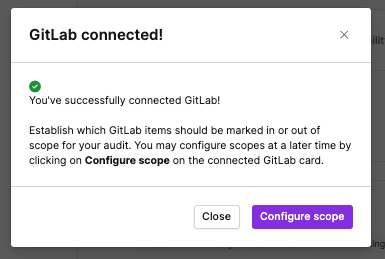 GitLab connected!
You've successfully connected GitLab!
Establish which GitLab items should be marked in or out of
scope for your audit. You may configure scopes at a later time by
clicking on Configure scope on the connected GitLab card.
Close
Configure scope